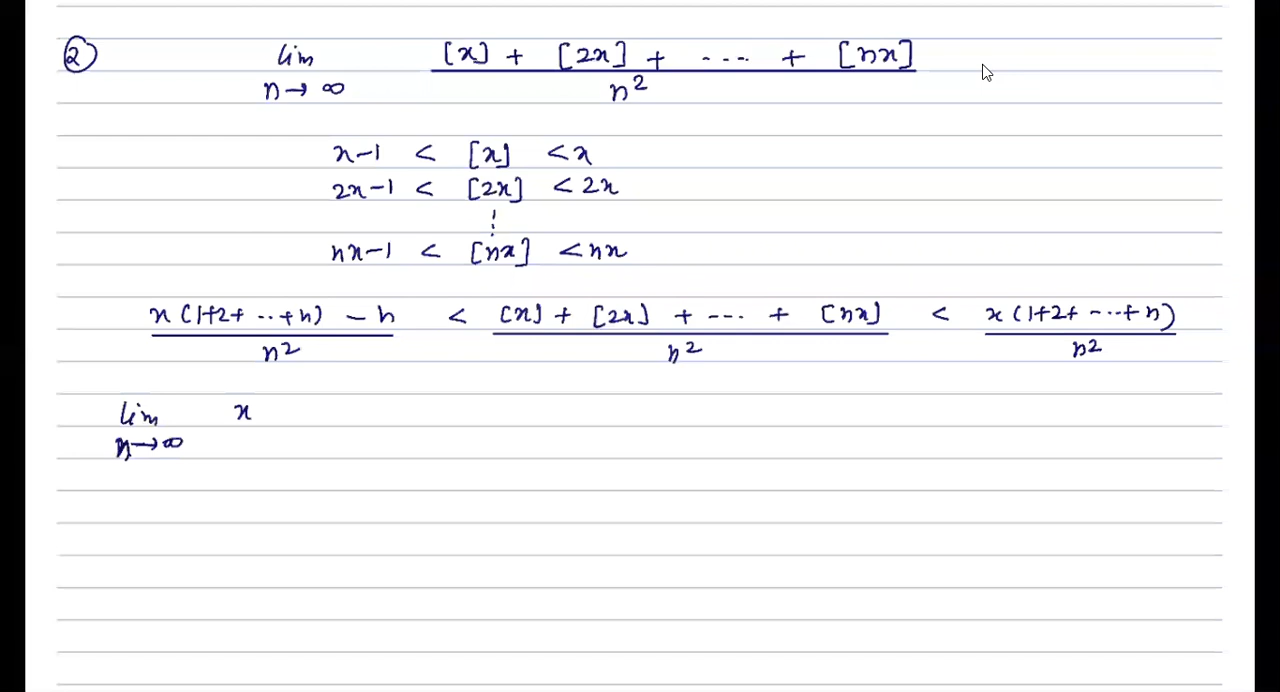 ② lim [x] + [2x] + ... + [nx]
n→∞ n²
x-1 < [x] < x
2x-1 < [2x] < 2x
⋮
nx-1 < [nx] < nx
x(1+2+ ..+n) - n < [x] + [2x] + ... + [nx] < x(1+2+ ...+n)
n² n² n²
lim x
n→∞